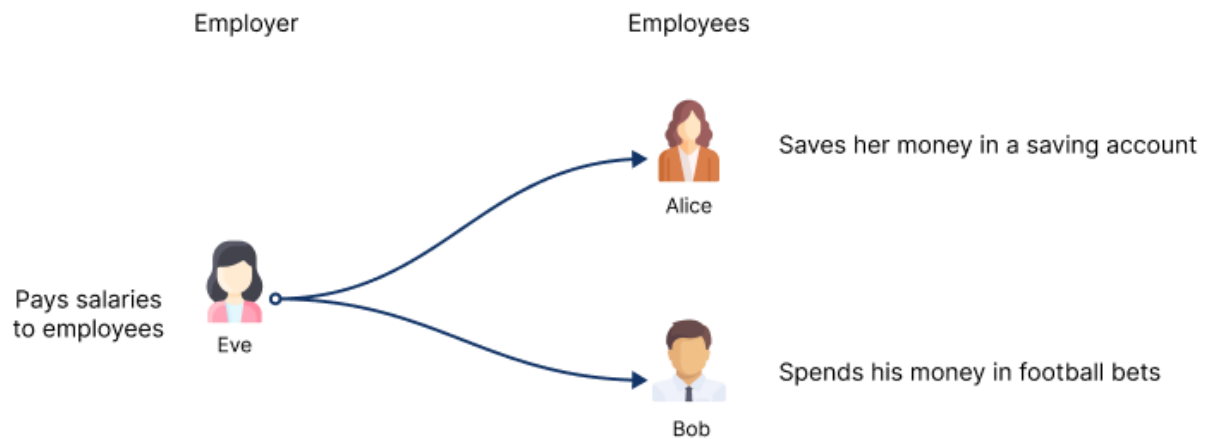 Employer
Employees
Saves her money in a saving account
Alice
Pays salaries
to employees
Eve
Spends his money in football bets
Bob